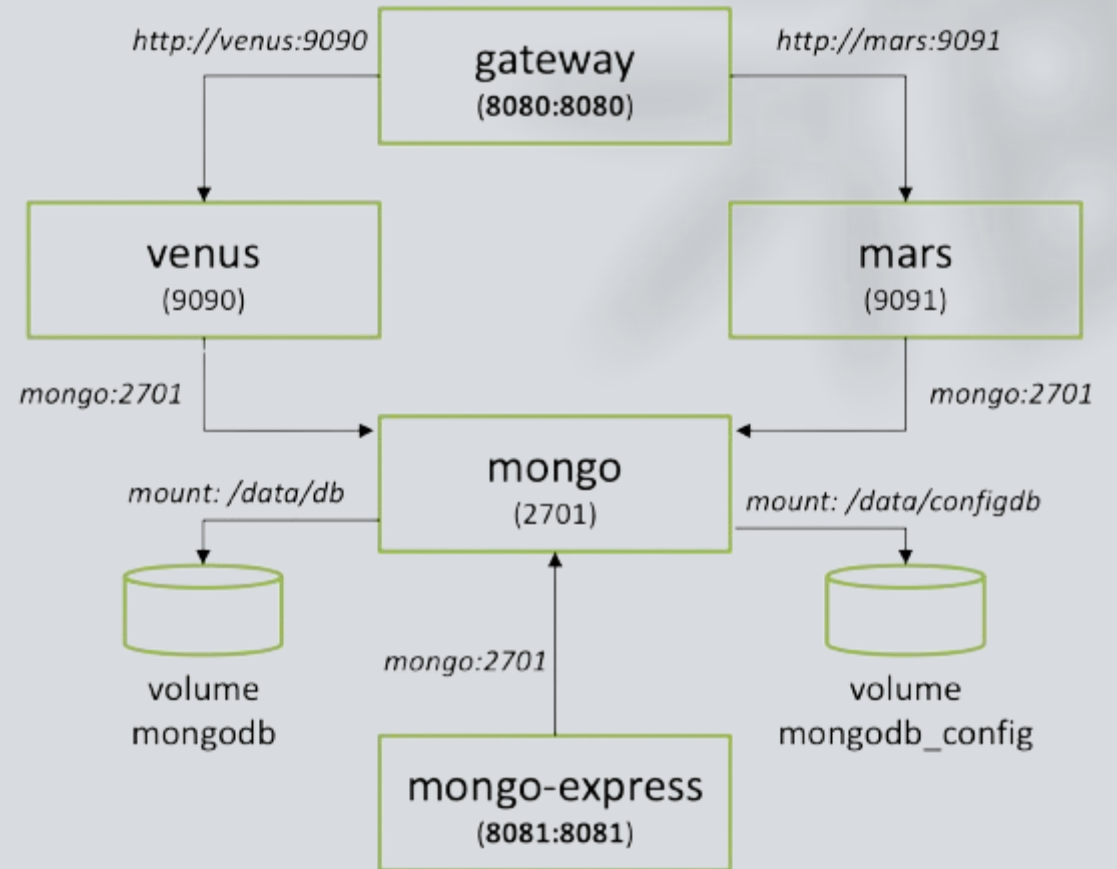 http://venus:9090
gateway
(8080:8080)
http://mars:9091
venus
(9090)
mars
(9091)
mongo:2701
mongo:2701
mongo
(2701)
mount: /data/db
mount: /data/configdb
volume
mongodb
mongo:2701
volume
mongodb_config
mongo-express
(8081:8081)